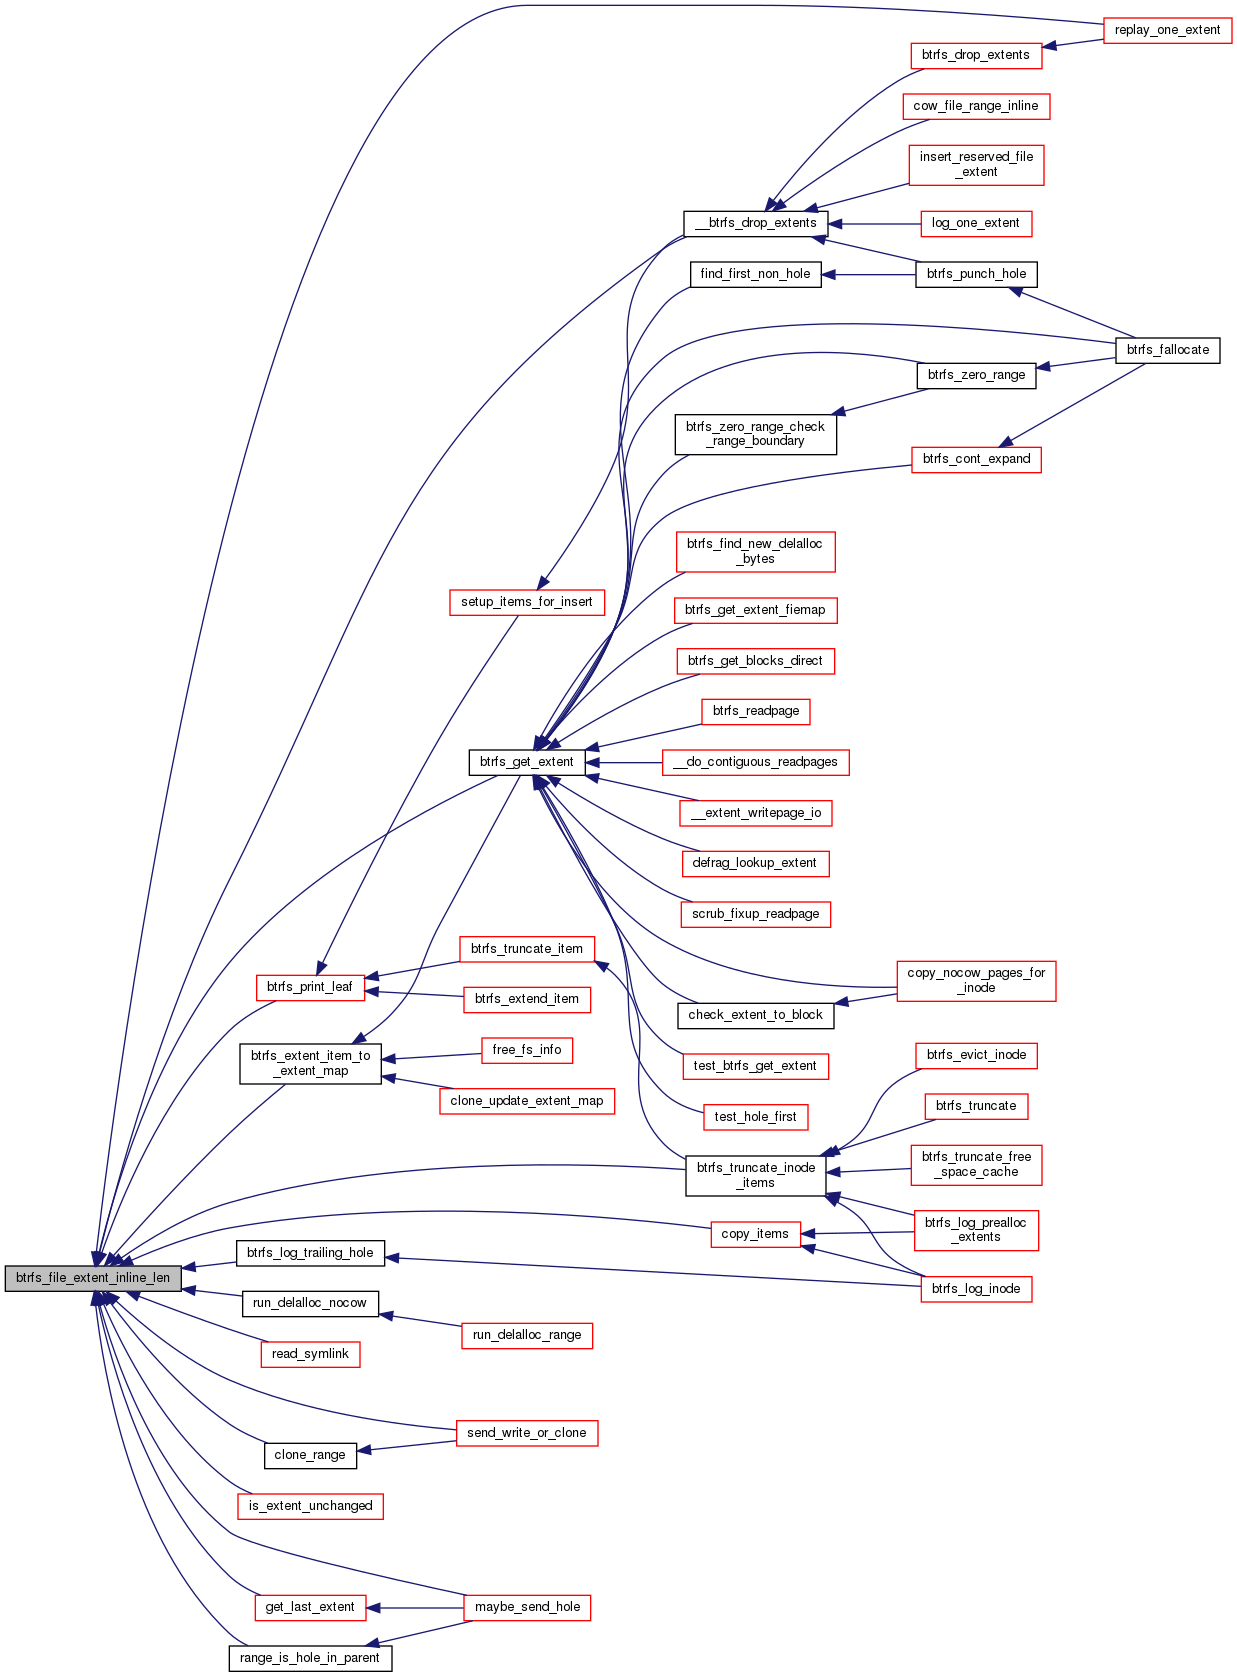 replay_one_extent
btrfs_drop_extents
cow_file_range_inline
insert_reserved_file
_extent
__btrfs_drop_extents
log_one_extent
find_first_non_hole
btrfs_punch_hole
btrfs_fallocate
btrfs_zero_range
btrfs_zero_range_check
_range_boundary
btrfs_cont_expand
btrfs_find_new_delalloc
_bytes
setup_items_for_insert
btrfs_get_extent_fiemap
btrfs_get_blocks_direct
btrfs_readpage
btrfs_get_extent
__do_contiguous_readpages
__extent_writepage_io
defrag_lookup_extent
scrub_fixup_readpage
btrfs_truncate_item
copy_nocow_pages_for
_inode
btrfs_print_leaf
btrfs_extend_item
check_extent_to_block
btrfs_extent_item_to
_extent_map
free_fs_info
test_btrfs_get_extent
btrfs_evict_inode
clone_update_extent_map
test_hole_first
btrfs_truncate
btrfs_truncate_inode
_items
btrfs_truncate_free
_space_cache
copy_items
btrfs_log_prealloc
_extents
btrfs_log_trailing_hole
btrfs_file_extent_inline_len
btrfs_log_inode
run_delalloc_nocow
run_delalloc_range
read_symlink
send_write_or_clone
clone_range
is_extent_unchanged
get_last_extent
maybe_send_hole
range_is_hole_in_parent